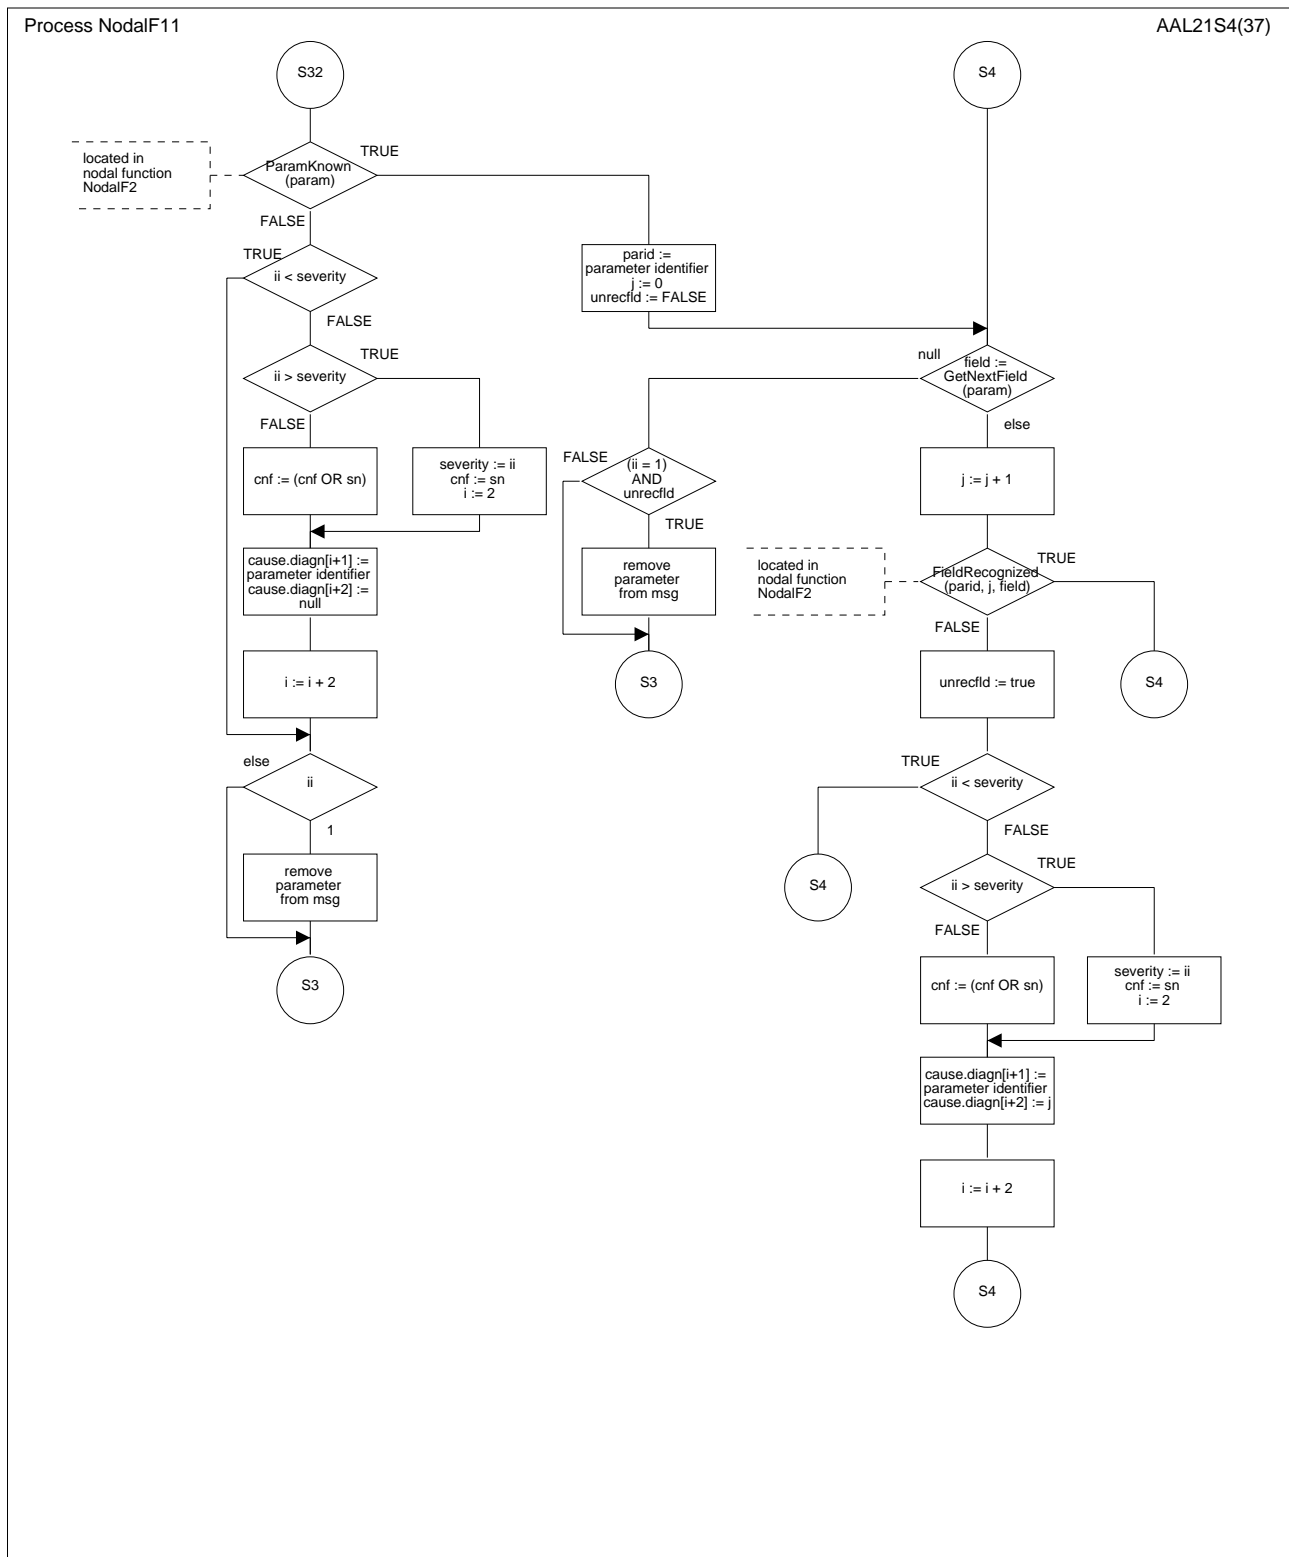 Process NodalF11
AAL21S4(37)
S32
S4
located in
nodal function
NodalF2
ParamKnown
(param)
TRUE
FALSE
TRUE
ii < severity
FALSE
parid :=
parameter identifier
j := 0
unrecfld := FALSE
ii > severity
TRUE
FALSE
null
field :=
GetNextField
(param)
else
cnf := (cnf OR sn)
severity := ii
cnf := sn
i := 2
FALSE
(ii = 1)
AND
unrecfld
TRUE
j := j + 1
cause.diagn[i+1] :=
parameter identifier
cause.diagn[i+2] :=
null
remove
parameter
from msg
located in
nodal function
NodalF2
FieldRecognized
(parid, j, field)
TRUE
FALSE
i := i + 2
S3
unrecfld := true
S4
else
ii
1
TRUE
ii < severity
FALSE
remove
parameter
from msg
S4
ii > severity
TRUE
FALSE
S3
cnf := (cnf OR sn)
severity := ii
cnf := sn
i := 2
cause.diagn[i+1] :=
parameter identifier
cause.diagn[i+2] := j
i := i + 2
S4